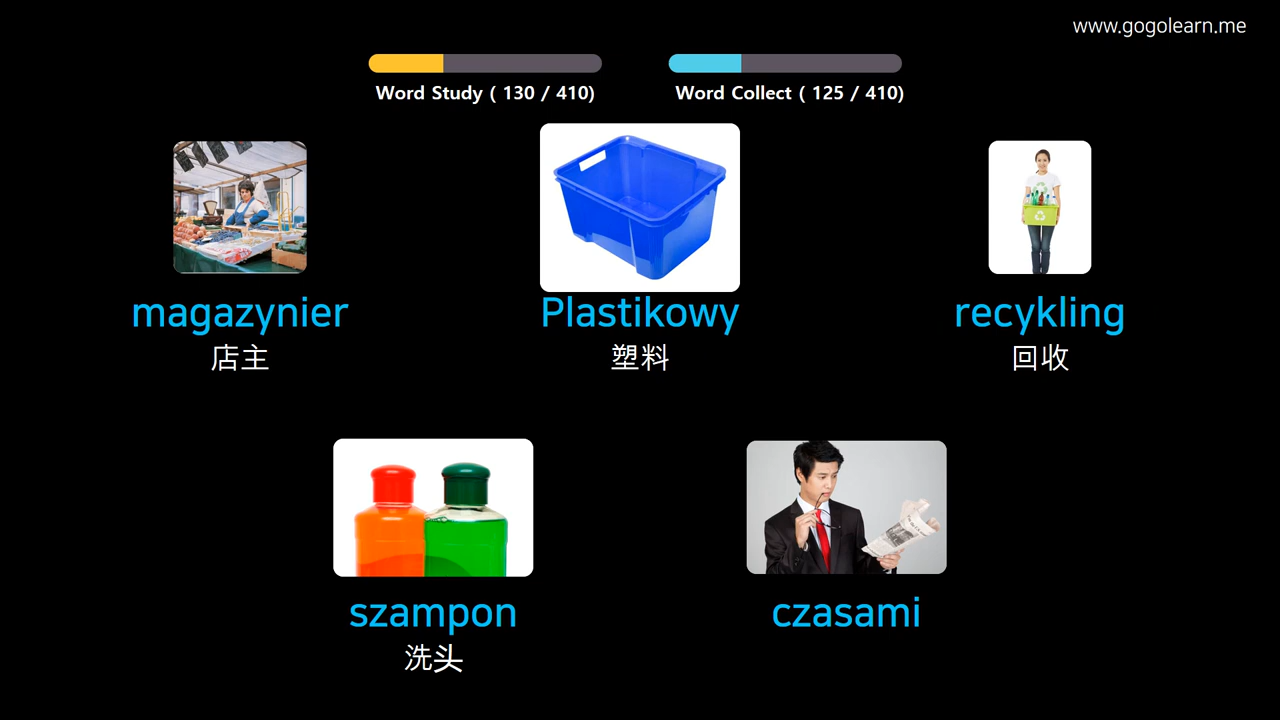 www.gogolearn.me
Word Study ( 130 / 410)
Word Collect ( 125 / 410)
magazynier
店主
Plastikowy
塑料
recykling
回收
szampon
洗头
czasami